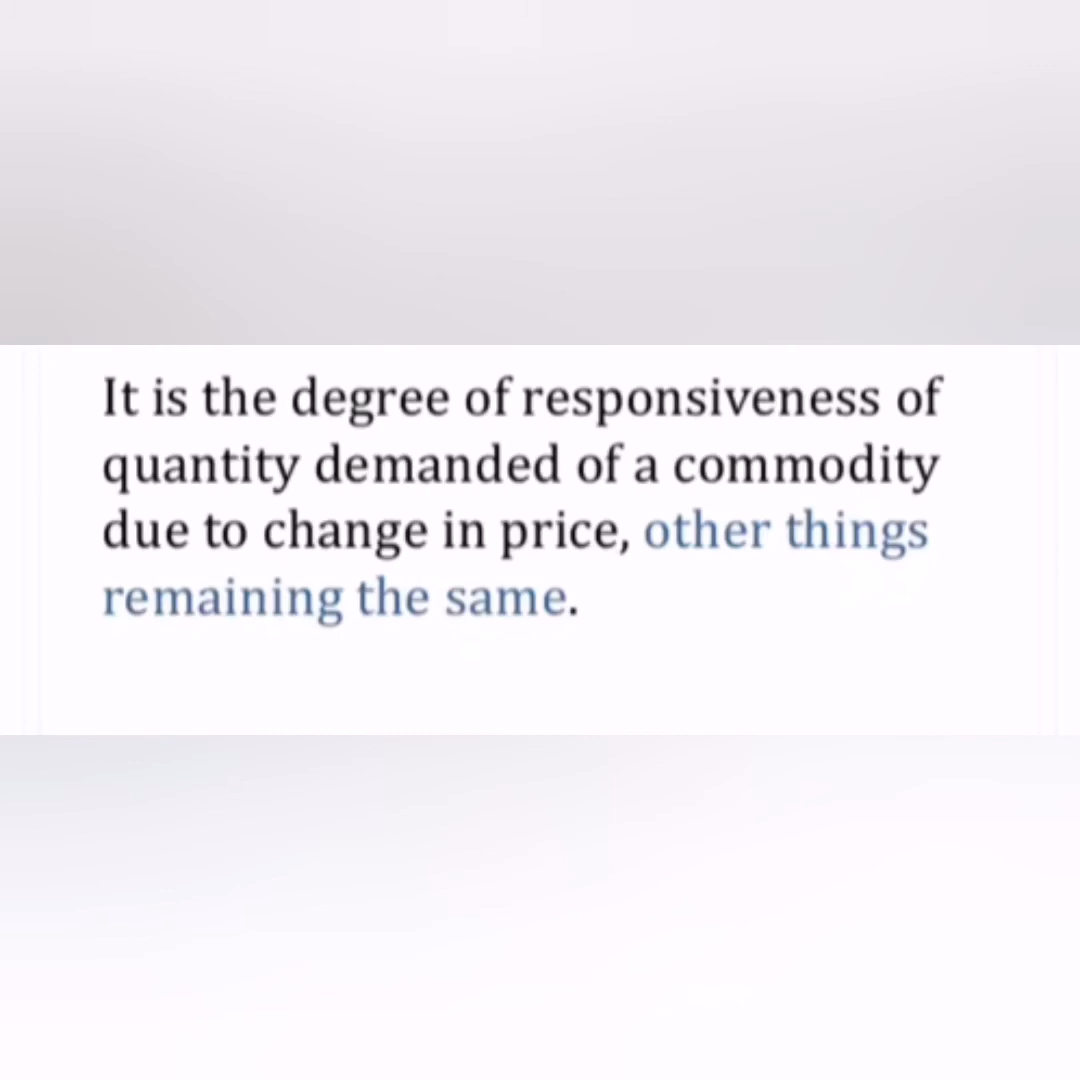 It is the degree of responsiveness of
quantity demanded of a commodity
due to change in price, other things
remaining the same.